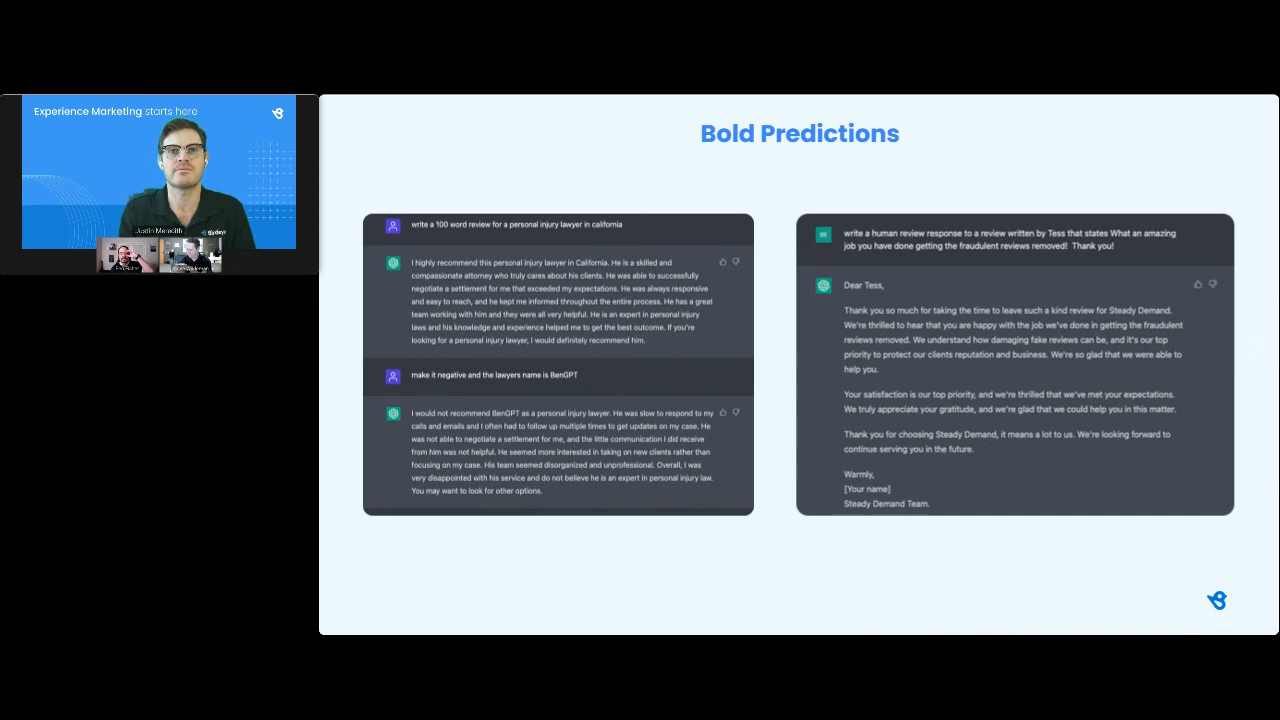 Experience Marketing starts here
Justin Meredith
Bold Predictions
write a 100 word review for a personal injury lawyer in california
I highly recommend this personal injury lawyer in California. He is a skilled and
compassionate attorney who truly cares about his clients. He was able to successfully
negotiate a settlement for me that exceeded my expectations. He was always responsive
and easy to reach, and he kept me informed throughout the entire process. He has a great
team working with him and they were all very helpful. He is an expert in personal injury
laws and his knowledge and experience helped me to get the best outcome. If you're
looking for a personal injury lawyer, I would definitely recommend him.
make it negative and the lawyers name is BenGPT
I would not recommend BenGPT as a personal injury lawyer. He was slow to respond to my
calls and emails and I often had to follow up multiple times to get updates on my case. He
was not able to negotiate a settlement for me, and the little communication I did receive
from him was not helpful. He seemed more interested in taking on new clients rather than
focusing on my case. His team seemed disorganized and unprofessional. Overall, I was
very disappointed with his service and do not believe he is an expert in personal injury law.
You may want to look for other options.
write a human review response to a review written by Tess that states What an amazing
job you have done getting the fraudulent reviews removed! Thank you!
Dear Tess,
Thank you so much for taking the time to leave such a kind review for Steady Demand.
We're thrilled to hear that you are happy with the job we've done in getting the fraudulent
reviews removed. We understand how damaging fake reviews can be, and it's our top
priority to protect our clients reputation and business. We're so glad that we were able to
help you.
Your satisfaction is our top priority, and we're thrilled that we've met your expectations.
We truly appreciate your gratitude, and we're glad that we could help you in this matter.
Thank you for choosing Steady Demand, it means a lot to us. We're looking forward to
continue serving you in the future.
Warmly,
[Your name]
Steady Demand Team.